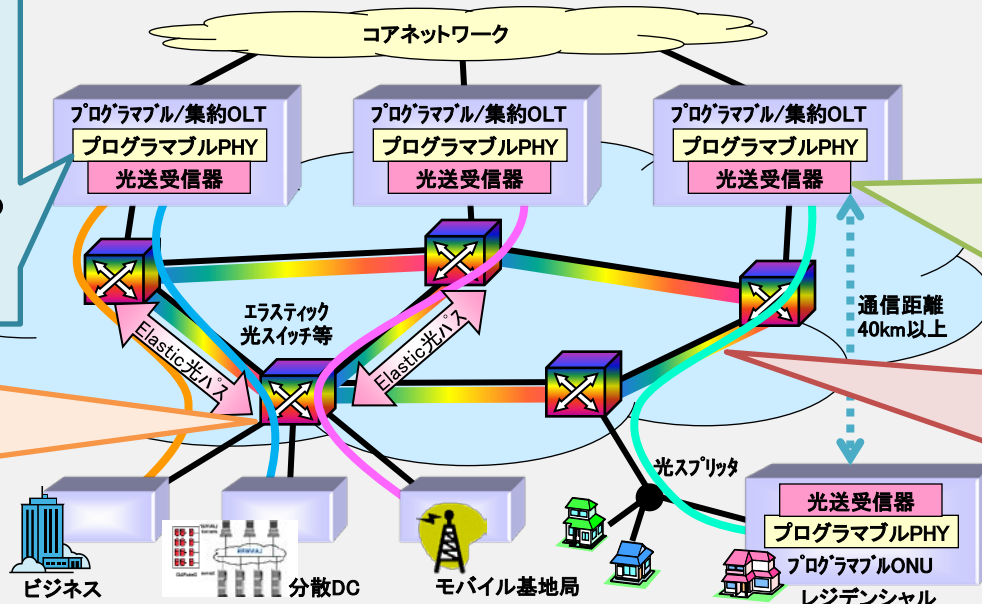 コアネットワーク
ﾌﾟﾛｸﾞﾗﾏﾌﾞﾙ/集約OLT
プログラマブルPHY
光送受信器
ﾌﾟﾛｸﾞﾗﾏﾌﾞﾙ/集約OLT
プログラマブルPHY
光送受信器
ﾌﾟﾛｸﾞﾗﾏﾌﾞﾙ/集約OLT
プログラマブルPHY
光送受信器
ｴﾗｽﾃｨｯｸ
光スイッチ等
Elastic光ﾊﾟｽ
Elastic光ﾊﾟｽ
通信距離
40km以上
光スプリッタ
光送受信器
プログラマブルPHY
ﾌﾟﾛｸﾞﾗﾏﾌﾞﾙONU
ビジネス
分散DC
モバイル基地局
レジデンシャル